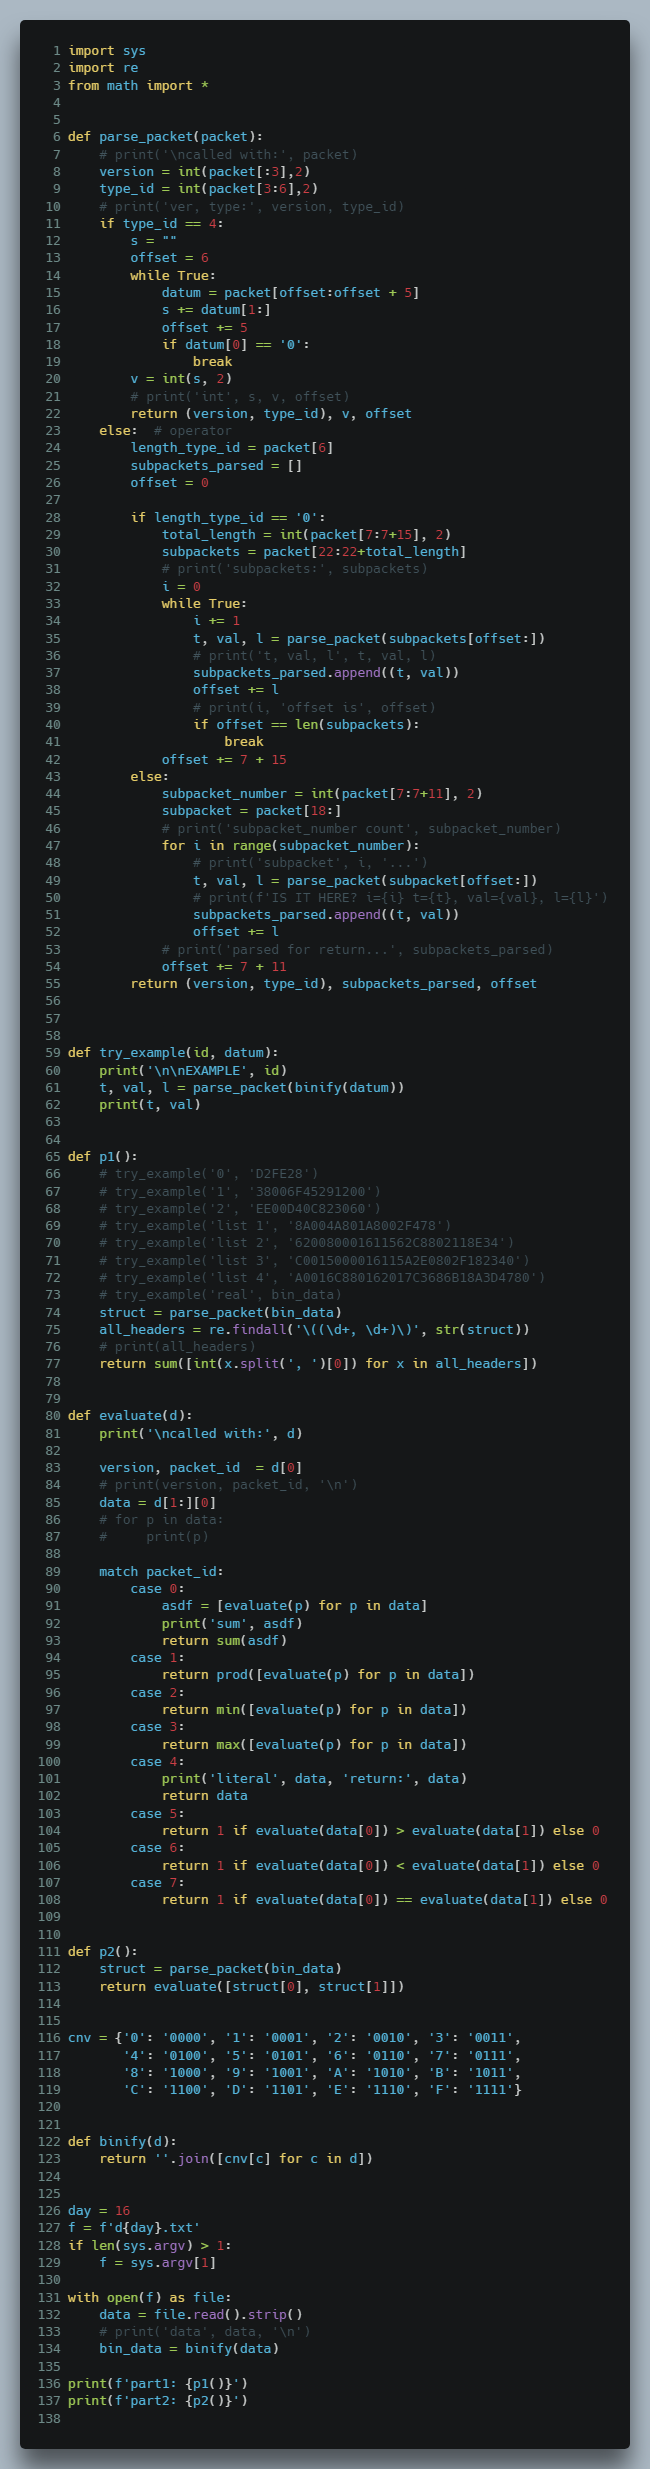 1 import sys
2 import re
3 from math import *
4
5
6 def parse_packet(packet):
7     # print('\ncalled with:', packet)
8     version = int(packet[:3],2)
9     type_id = int(packet[3:6],2)
10     # print('ver, type:', version, type_id)
11     if type_id == 4:
12         s = ""
13         offset = 6
14         while True:
15             datum = packet[offset:offset + 5]
16             s += datum[1:]
17             offset += 5
18             if datum[0] == '0':
19                 break
20         v = int(s, 2)
21         # print('int', s, v, offset)
22         return (version, type_id), v, offset
23     else:  # operator
24         length_type_id = packet[6]
25         subpackets_parsed = []
26         offset = 0
27
28         if length_type_id == '0':
29             total_length = int(packet[7:7+15], 2)
30             subpackets = packet[22:22+total_length]
31             # print('subpackets:', subpackets)
32             i = 0
33             while True:
34                 i += 1
35                 t, val, l = parse_packet(subpackets[offset:])
36                 # print('t, val, l', t, val, l)
37                 subpackets_parsed.append((t, val))
38                 offset += l
39                 # print(i, 'offset is', offset)
40                 if offset == len(subpackets):
41                     break
42             offset += 7 + 15
43         else:
44             subpacket_number = int(packet[7:7+11], 2)
45             subpacket = packet[18:]
46             # print('subpacket_number count', subpacket_number)
47             for i in range(subpacket_number):
48                 # print('subpacket', i, '...')
49                 t, val, l = parse_packet(subpacket[offset:])
50                 # print(f'IS IT HERE? i={i} t={t}, val={val}, l={l}')
51                 subpackets_parsed.append((t, val))
52                 offset += l
53             # print('parsed for return...', subpackets_parsed)
54             offset += 7 + 11
55         return (version, type_id), subpackets_parsed, offset
56
57
58
59 def try_example(id, datum):
60     print('\n\nEXAMPLE', id)
61     t, val, l = parse_packet(binify(datum))
62     print(t, val)
63
64
65 def p1():
66     # try_example('0', 'D2FE28')
67     # try_example('1', '38006F45291200')
68     # try_example('2', 'EE00D40C823060')
69     # try_example('list 1', '8A004A801A8002F478')
70     # try_example('list 2', '620080001611562C8802118E34')
71     # try_example('list 3', 'C0015000016115A2E0802F182340')
72     # try_example('list 4', 'A0016C880162017C3686B18A3D4780')
73     # try_example('real', bin_data)
74     struct = parse_packet(bin_data)
75     all_headers = re.findall('\((\d+, \d+)\)', str(struct))
76     # print(all_headers)
77     return sum([int(x.split(', ')[0]) for x in all_headers])
78
79
80 def evaluate(d):
81     print('\ncalled with:', d)
82
83     version, packet_id  = d[0]
84     # print(version, packet_id, '\n')
85     data = d[1:][0]
86     # for p in data:
87     #     print(p)
88
89     match packet_id:
90         case 0:
91             asdf = [evaluate(p) for p in data]
92             print('sum', asdf)
93             return sum(asdf)
94         case 1:
95             return prod([evaluate(p) for p in data])
96         case 2:
97             return min([evaluate(p) for p in data])
98         case 3:
99             return max([evaluate(p) for p in data])
100         case 4:
101             print('literal', data, 'return:', data)
102             return data
103         case 5:
104             return 1 if evaluate(data[0]) > evaluate(data[1]) else 0
105         case 6:
106             return 1 if evaluate(data[0]) < evaluate(data[1]) else 0
107         case 7:
108             return 1 if evaluate(data[0]) == evaluate(data[1]) else 0
109
110
111 def p2():
112     struct = parse_packet(bin_data)
113     return evaluate([struct[0], struct[1]])
114
115
116 cnv = {'0': '0000', '1': '0001', '2': '0010', '3': '0011',
117        '4': '0100', '5': '0101', '6': '0110', '7': '0111',
118        '8': '1000', '9': '1001', 'A': '1010', 'B': '1011',
119        'C': '1100', 'D': '1101', 'E': '1110', 'F': '1111'}
120
121
122 def binify(d):
123     return ''.join([cnv[c] for c in d])
124
125
126 day = 16
127 f = f'd{day}.txt'
128 if len(sys.argv) > 1:
129     f = sys.argv[1]
130
131 with open(f) as file:
132     data = file.read().strip()
133     # print('data', data, '\n')
134     bin_data = binify(data)
135
136 print(f'part1: {p1()}')
137 print(f'part2: {p2()}')
138